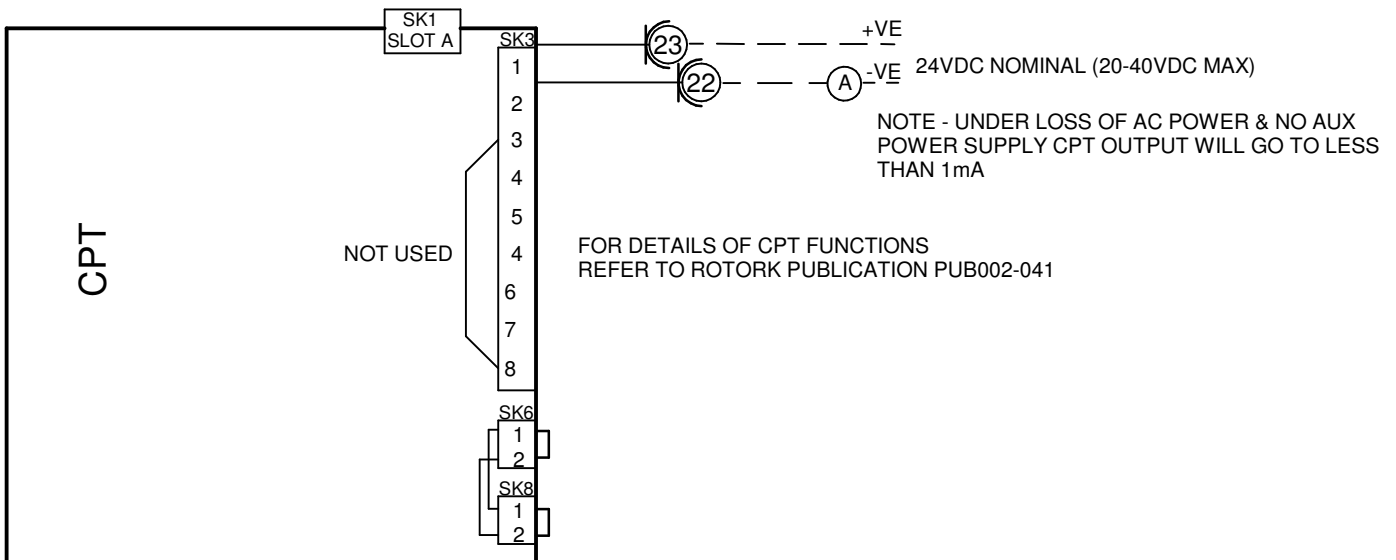 SK1
SLOT A
SK3
23
+VE
1
22
A
-VE
24VDC NOMINAL (20-40VDC MAX)
2
NOTE - UNDER LOSS OF AC POWER & NO AUX
POWER SUPPLY CPT OUTPUT WILL GO TO LESS
THAN 1mA
3
4
5
CPT
NOT USED
4
FOR DETAILS OF CPT FUNCTIONS
REFER TO ROTORK PUBLICATION PUB002-041
6
7
8
SK6
1
2
SK8
1
2